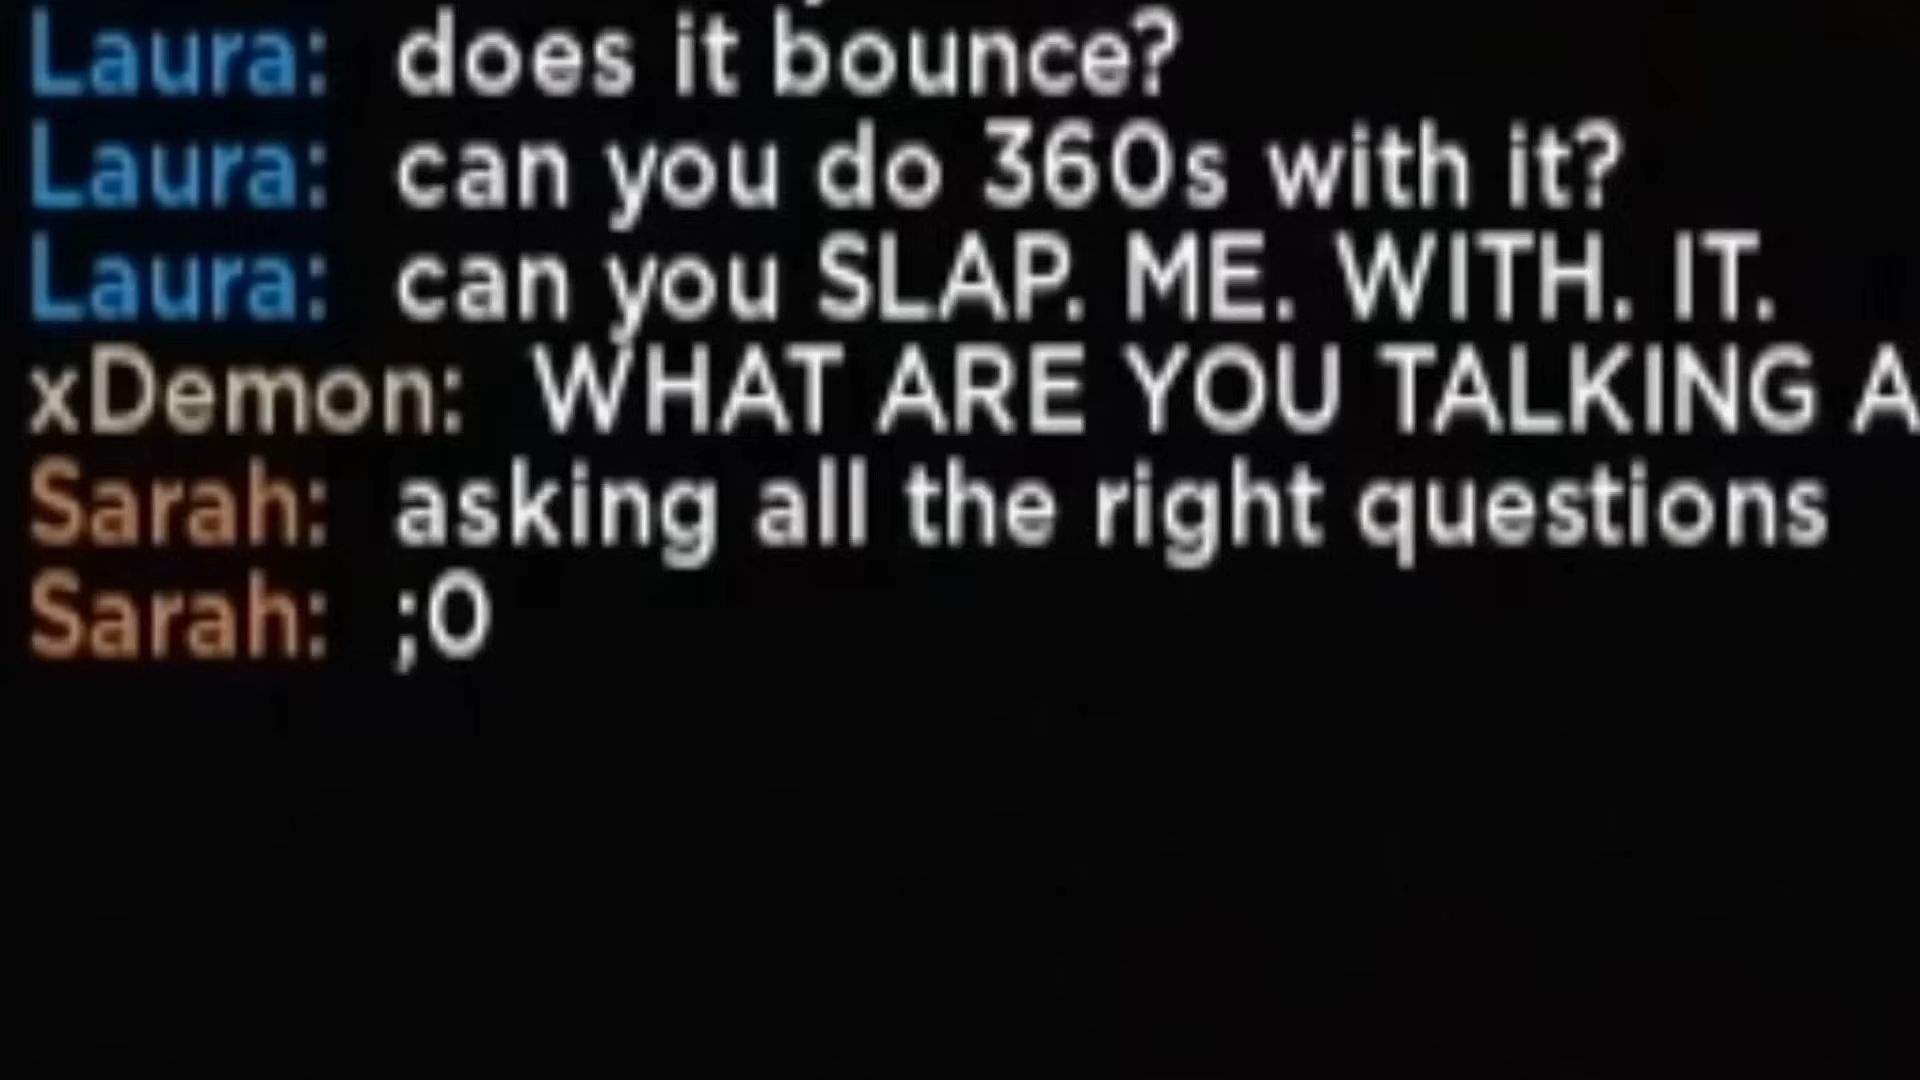 Laura: does it bounce?
Laura: can you do 360s with it?
Laura: can you SLAP. ME. WITH. IT.
xDemon: WHAT ARE YOU TALKING A
Sarah: asking all the right questions
Sarah: ;O